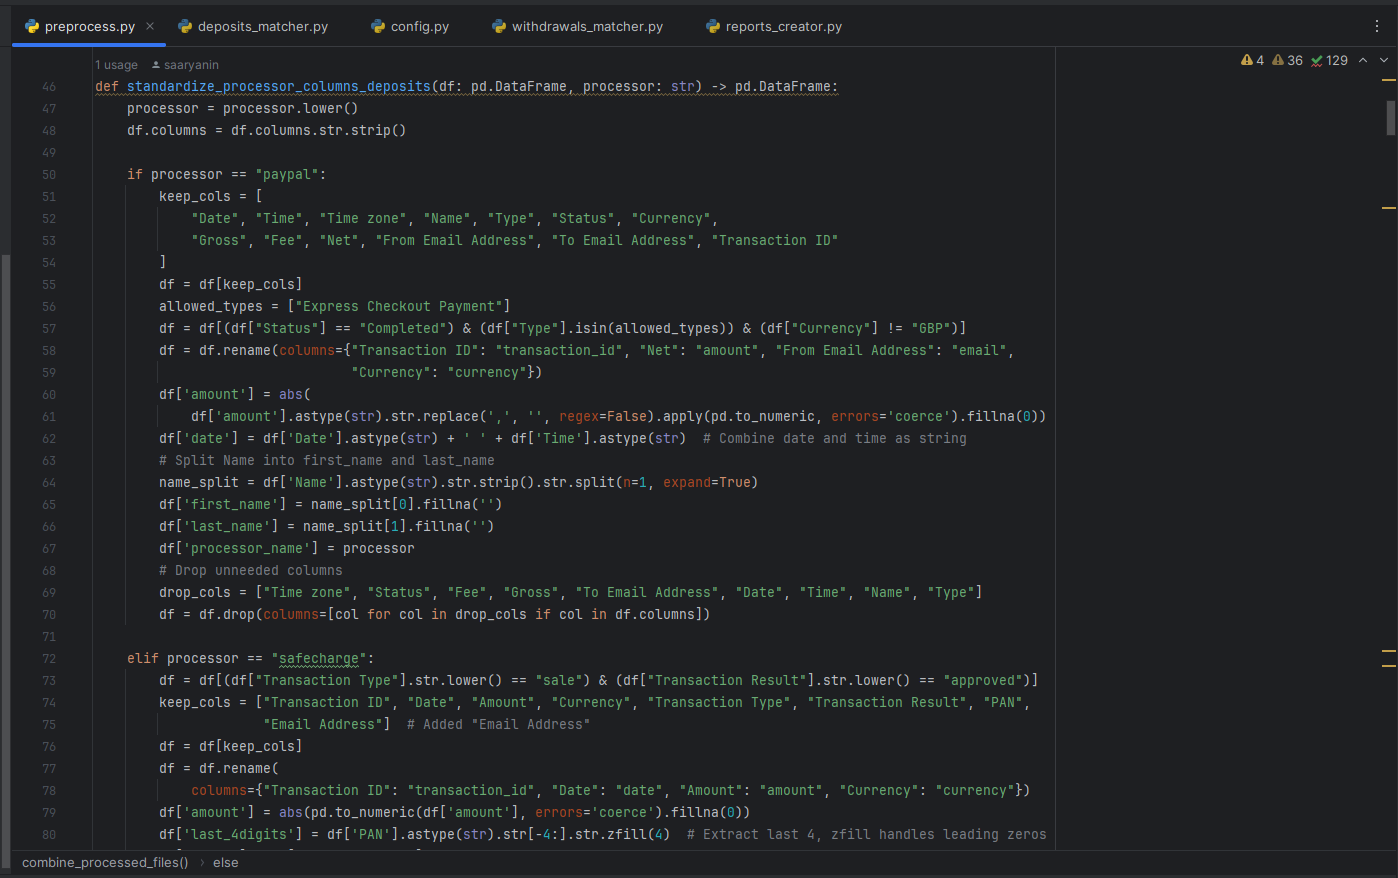 preprocess.py
deposits_matcher.py
config.py
withdrawals_matcher.py
reports_creator.py
1 usage saaryanin
4 36 129
46 def standardize_processor_columns_deposits(df: pd.DataFrame, processor: str) -> pd.DataFrame:
47     processor = processor.lower()
48     df.columns = df.columns.str.strip()
49
50     if processor == "paypal":
51         keep_cols = [
52             "Date", "Time", "Time zone", "Name", "Type", "Status", "Currency",
53             "Gross", "Fee", "Net", "From Email Address", "To Email Address", "Transaction ID"
54         ]
55         df = df[keep_cols]
56         allowed_types = ["Express Checkout Payment"]
57         df = df[(df["Status"] == "Completed") & (df["Type"].isin(allowed_types)) & (df["Currency"] != "GBP")]
58         df = df.rename(columns={"Transaction ID": "transaction_id", "Net": "amount", "From Email Address": "email",
59                                 "Currency": "currency"})
60         df['amount'] = abs(
61             df['amount'].astype(str).str.replace(',', '', regex=False).apply(pd.to_numeric, errors='coerce').fillna(0))
62         df['date'] = df['Date'].astype(str) + ' ' + df['Time'].astype(str)  # Combine date and time as string
63         # Split Name into first_name and last_name
64         name_split = df['Name'].astype(str).str.strip().str.split(n=1, expand=True)
65         df['first_name'] = name_split[0].fillna('')
66         df['last_name'] = name_split[1].fillna('')
67         df['processor_name'] = processor
68         # Drop unneeded columns
69         drop_cols = ["Time zone", "Status", "Fee", "Gross", "To Email Address", "Date", "Time", "Name", "Type"]
70         df = df.drop(columns=[col for col in drop_cols if col in df.columns])
71
72     elif processor == "safecharge":
73         df = df[(df["Transaction Type"].str.lower() == "sale") & (df["Transaction Result"].str.lower() == "approved")]
74         keep_cols = ["Transaction ID", "Date", "Amount", "Currency", "Transaction Type", "Transaction Result", "PAN",
75                      "Email Address"]  # Added "Email Address"
76         df = df[keep_cols]
77         df = df.rename(
78             columns={"Transaction ID": "transaction_id", "Date": "date", "Amount": "amount", "Currency": "currency"})
79         df['amount'] = abs(pd.to_numeric(df['amount'], errors='coerce').fillna(0))
80         df['last_4digits'] = df['PAN'].astype(str).str[-4:].str.zfill(4)  # Extract last 4, zfill handles leading zeros
combine_processed_files() › else